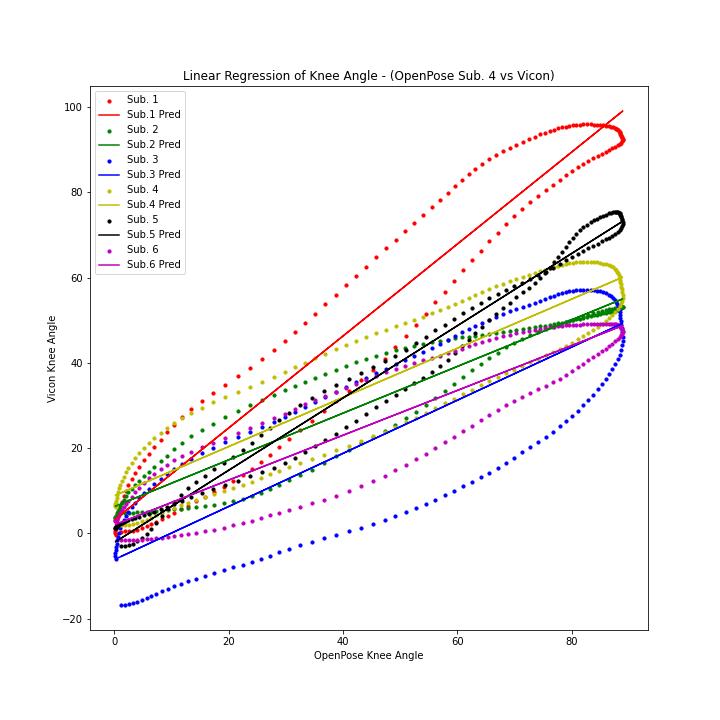 Linear Regression of Knee Angle - (OpenPose Sub. 4 vs Vicon)
Sub. 1
Sub.1 Pred
Sub. 2
Sub.2 Pred
Sub. 3
Sub.3 Pred
Sub. 4
Sub.4 Pred
Sub. 5
Sub.5 Pred
Sub. 6
Sub.6 Pred
Vicon Knee Angle
100
80
60
40
20
0
−20
0 20 40 60 80
OpenPose Knee Angle